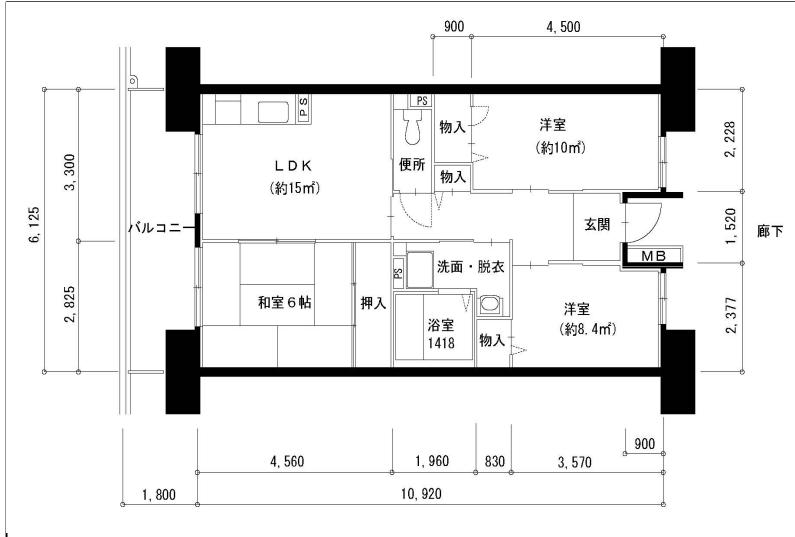 900
4,500
PS
PS
物入
洋室
(約10㎡)
2,228
便所
LDK
(約15㎡)
物入
3,300
6,125
バルコニー
玄関
1,520
廊下
MB
洗面・脱衣
PS
和室6帖
押入
洋室
(約8.4㎡)
2,825
2,377
浴室
1418
物入
900
4,560
1,960
830
3,570
1,800
10,920